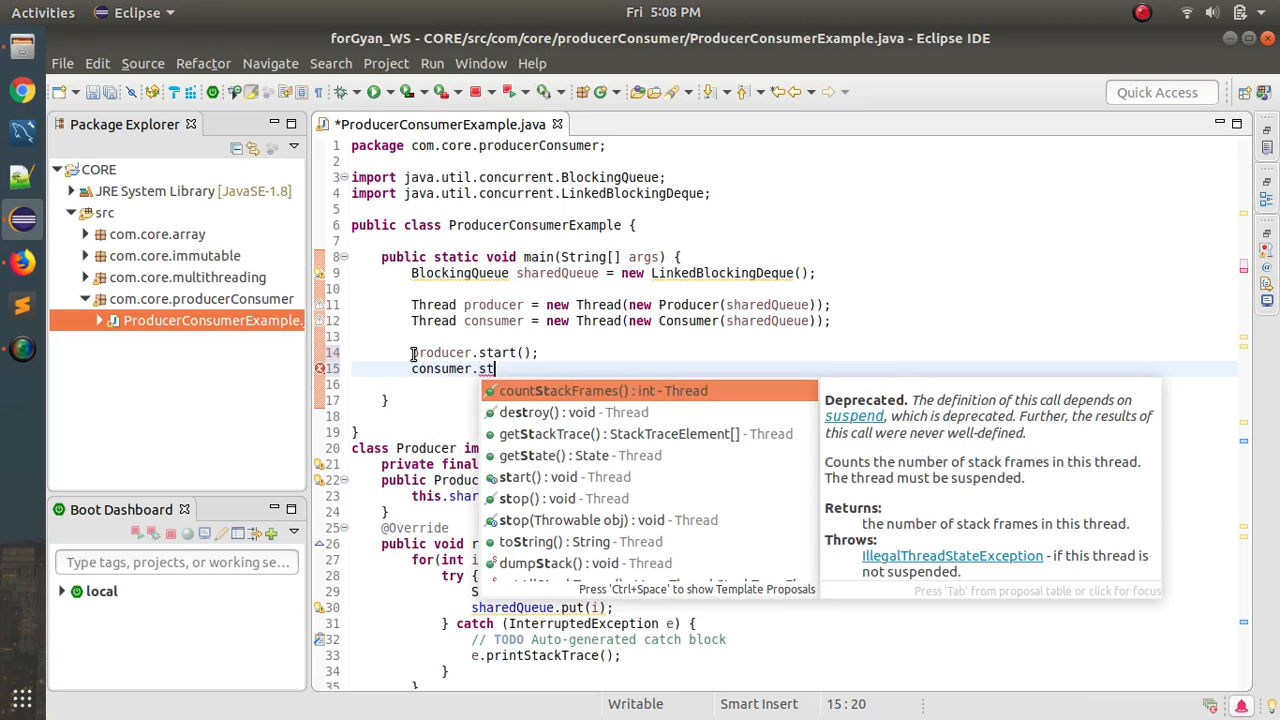 Activities Eclipse Fri 5:08 PM
forGyan_WS - CORE/src/com/core/producerConsumer/ProducerConsumerExample.java - Eclipse IDE
File Edit Source Refactor Navigate Search Project Run Window Help
Quick Access
Package Explorer
CORE
JRE System Library [JavaSE-1.8]
src
com.core.array
com.core.immutable
com.core.multithreading
com.core.producerConsumer
ProducerConsumerExample.
Boot Dashboard
Type tags, projects, or working se...
local
*ProducerConsumerExample.java
1 package com.core.producerConsumer;
2
3 import java.util.concurrent.BlockingQueue;
4 import java.util.concurrent.LinkedBlockingDeque;
5
6 public class ProducerConsumerExample {
7
8 public static void main(String[] args) {
9 BlockingQueue sharedQueue = new LinkedBlockingDeque();
10
11 Thread producer = new Thread(new Producer(sharedQueue));
12 Thread consumer = new Thread(new Consumer(sharedQueue));
13
14 producer.start();
15 consumer.st
16
17 }
18
19 }
20 class Producer im
21 private final
22 public Produc
23 this.shar
24 }
25 @Override
26 public void r
27 for(int i
28 try {
29 S
30 sharedQueue.put(i);
31 } catch (InterruptedException e) {
32 // TODO Auto-generated catch block
33 e.printStackTrace();
34 }
35 }
countStackFrames() : int - Thread
destroy() : void - Thread
getStackTrace() : StackTraceElement[] - Thread
getState() : State - Thread
start() : void - Thread
stop() : void - Thread
stop(Throwable obj) : void - Thread
toString() : String - Thread
dumpStack() : void - Thread
Press 'Ctrl+Space' to show Template Proposals
Deprecated. The definition of this call depends on
suspend, which is deprecated. Further, the results of
this call were never well-defined.
Counts the number of stack frames in this thread.
The thread must be suspended.
Returns:
the number of stack frames in this thread.
Throws:
IllegalThreadStateException - if this thread is
not suspended.
Press 'Tab' from proposal table or click for focus
Writable Smart Insert 15 : 20